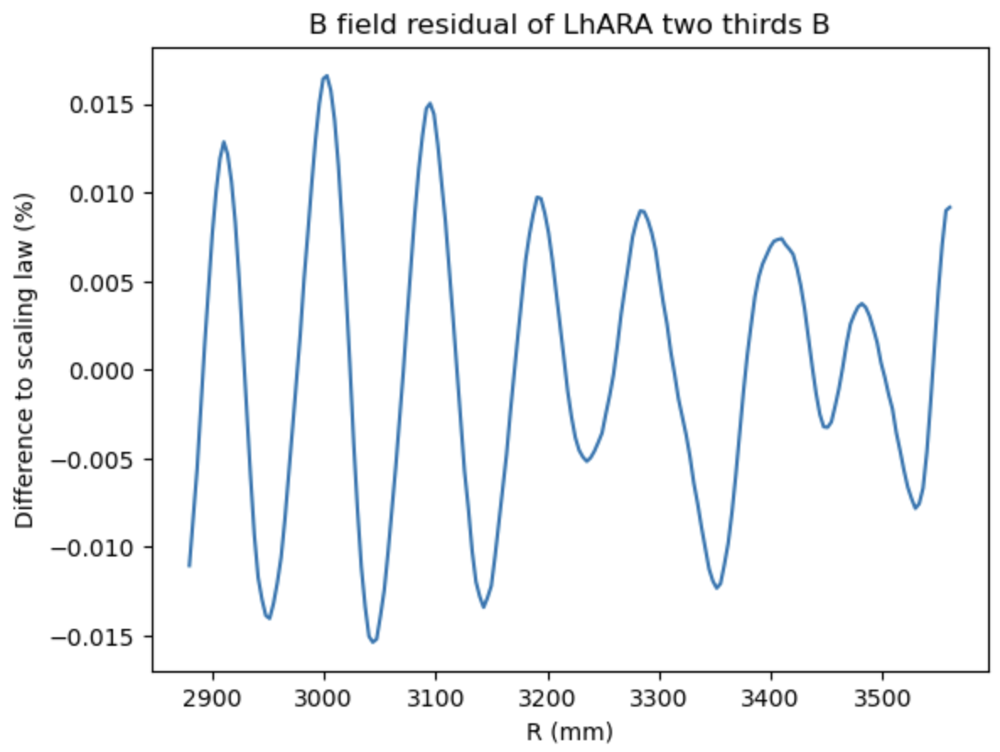 B field residual of LhARA two thirds B
Difference to scaling law (%)
0.015
0.010
0.005
0.000
−0.005
−0.010
−0.015
2900 3000 3100 3200 3300 3400 3500
R (mm)